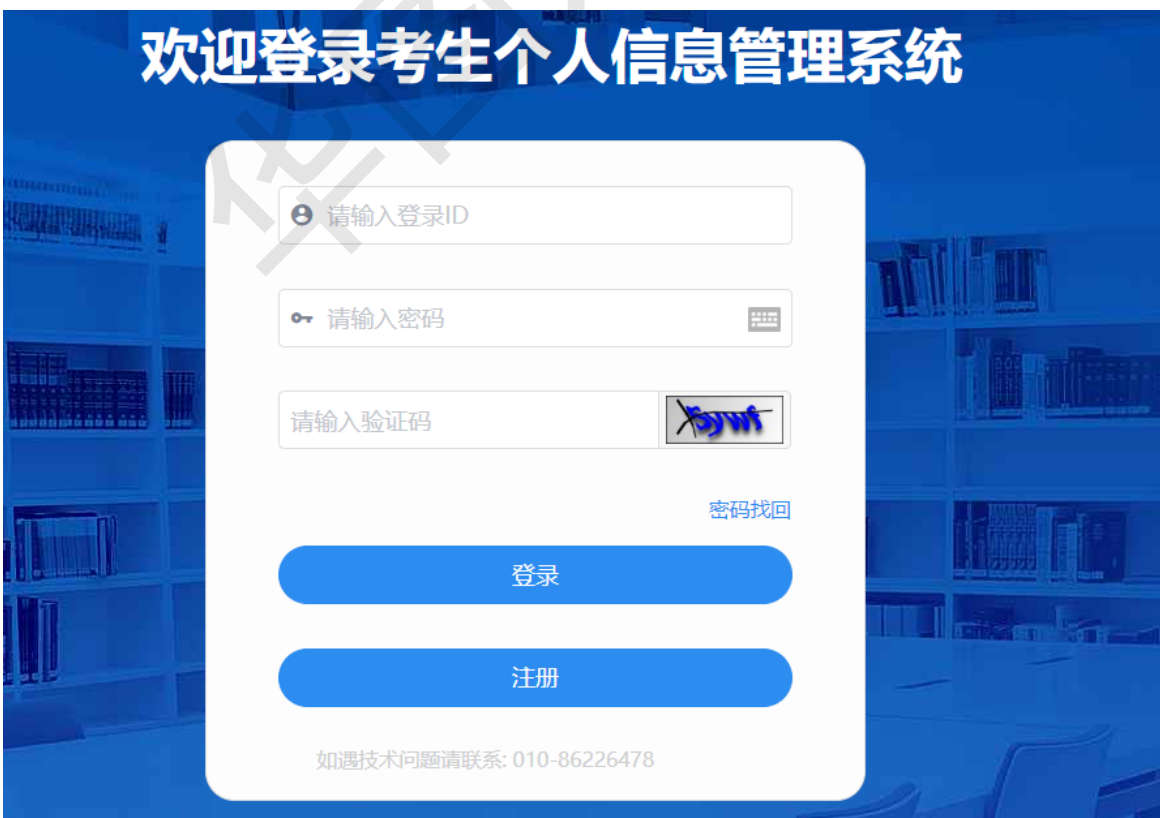 欢迎登录考生个人信息管理系统
请输入登录ID
请输入密码
请输入验证码
密码找回
登录
注册
如遇技术问题请联系: 010-86226478